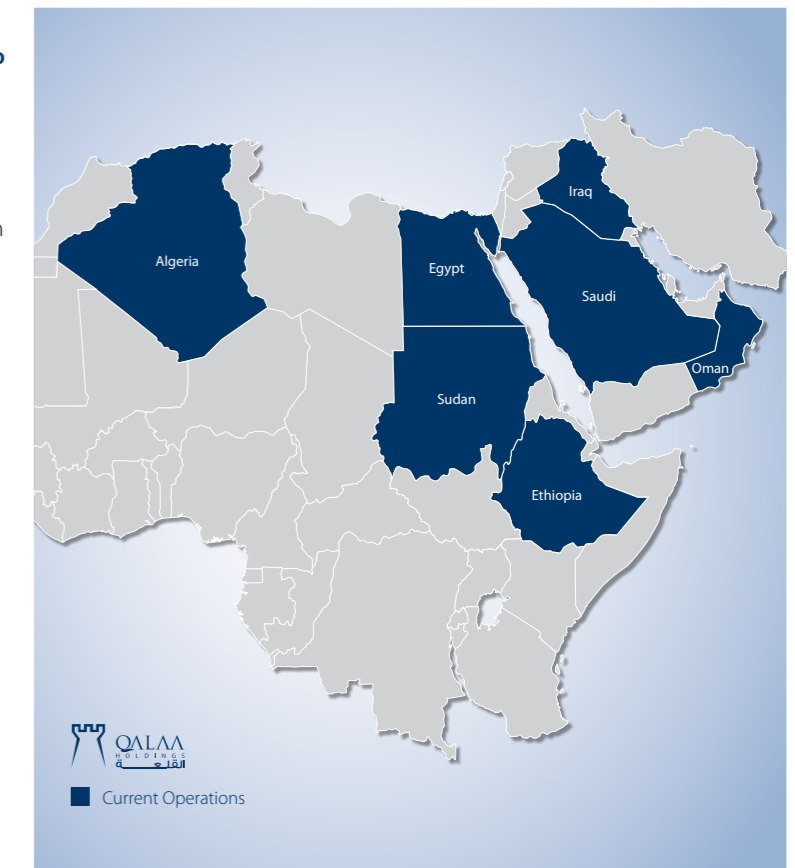 Iraq
Algeria
Egypt
Saudi
Oman
Sudan
Ethiopia
QALAA
HOLDINGS
القلعة
Current Operations